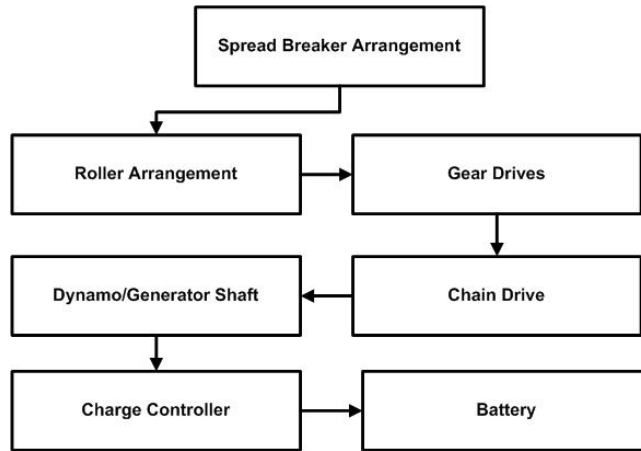 Spread Breaker Arrangement
Roller Arrangement
Gear Drives
Dynamo/Generator Shaft
Chain Drive
Charge Controller
Battery